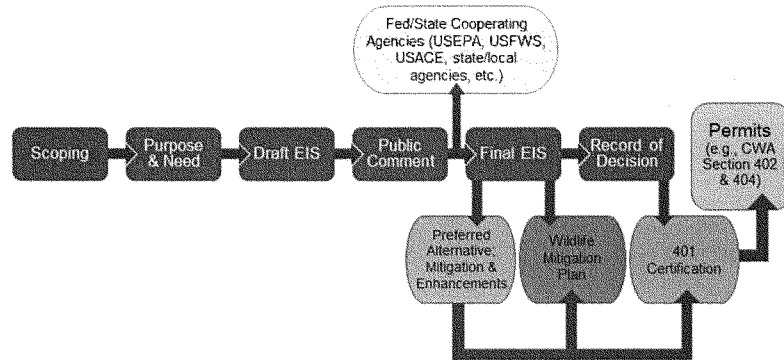 Fed/State Cooperating
Agencies (USEPA, USFWS,
USACE, state/local
agencies, etc.)
Scoping
Purpose
& Need
Draft EIS
Public
Comment
Final EIS
Record of
Decision
Permits
(e.g., CWA
Section 402
& 404)
Preferred
Alternative:
Mitigation &
Enhancements
Wildlife
Mitigation
Plan
401
Certification